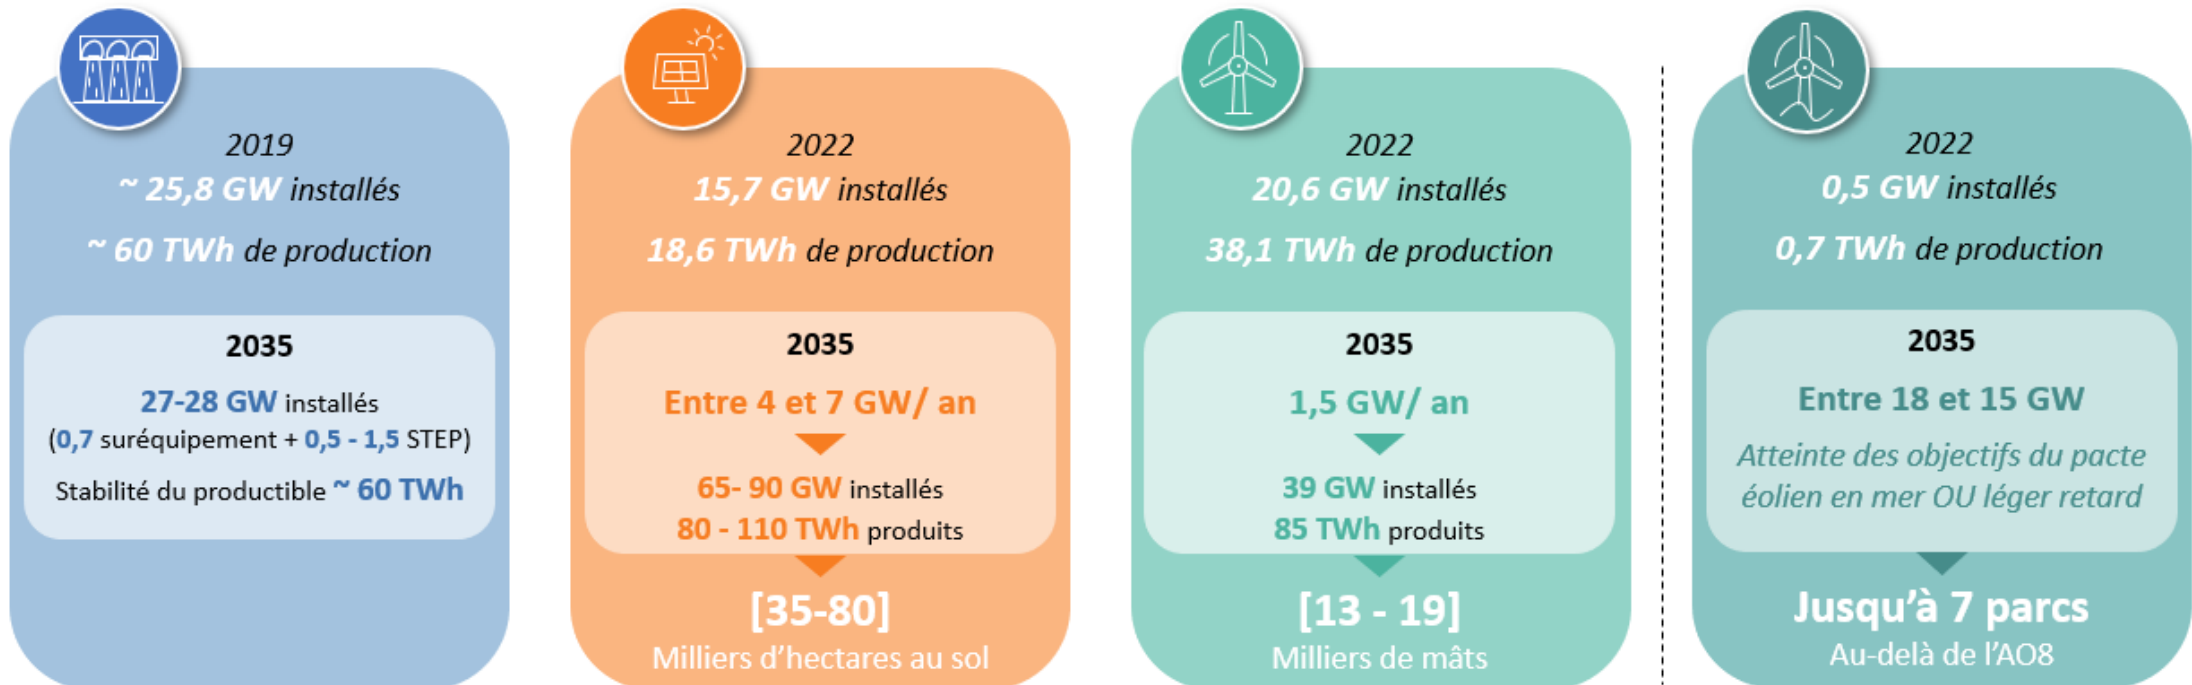 2019
~ 25,8 GW installés
~ 60 TWh de production
2035
27-28 GW installés
(0,7 suréquipement + 0,5 - 1,5 STEP)
Stabilité du productible ~ 60 TWh
2022
15,7 GW installés
18,6 TWh de production
2035
Entre 4 et 7 GW/ an
65- 90 GW installés
80 - 110 TWh produits
[35-80]
Milliers d’hectares au sol
2022
20,6 GW installés
38,1 TWh de production
2035
1,5 GW/ an
39 GW installés
85 TWh produits
[13 - 19]
Milliers de mâts
2022
0,5 GW installés
0,7 TWh de production
2035
Entre 18 et 15 GW
Atteinte des objectifs du pacte
éolien en mer OU léger retard
Jusqu’à 7 parcs
Au-delà de l’AO8